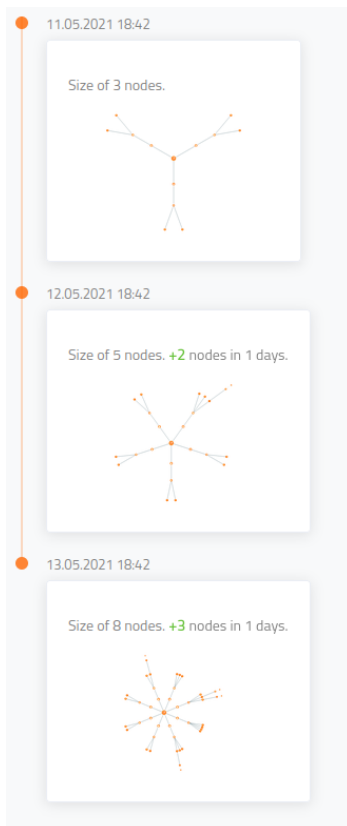 11.05.2021 18:42
Size of 3 nodes.
12.05.2021 18:42
Size of 5 nodes. +2 nodes in 1 days.
13.05.2021 18:42
Size of 8 nodes. +3 nodes in 1 days.